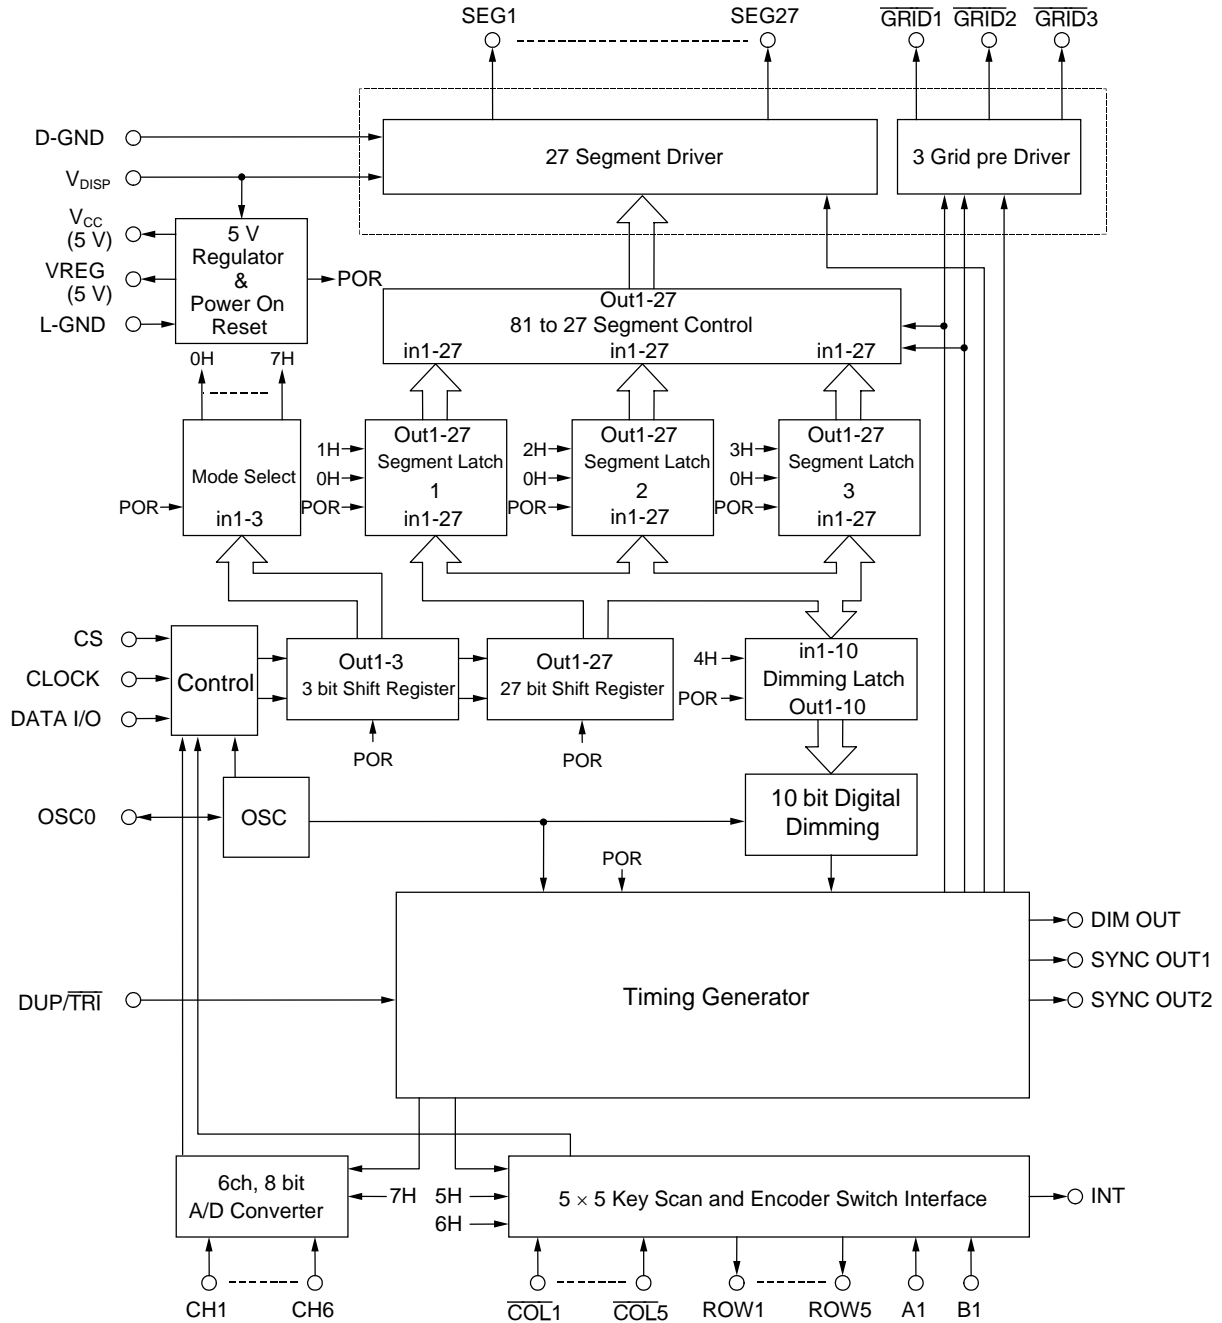 SEG1 SEG27 GRID1 GRID2 GRID3
D-GND
27 Segment Driver
3 Grid pre Driver
VDISP
VCC
(5 V)
VREG
(5 V)
L-GND
5 V
Regulator
&
Power On
Reset
POR
Out1-27
81 to 27 Segment Control
in1-27 in1-27 in1-27
0H 7H
Mode Select
in1-3
POR
1H
0H
POR
Out1-27
Segment Latch
1
in1-27
2H
0H
POR
Out1-27
Segment Latch
2
in1-27
3H
0H
POR
Out1-27
Segment Latch
3
in1-27
CS
CLOCK
DATA I/O
Control
Out1-3
3 bit Shift Register
POR
Out1-27
27 bit Shift Register
POR
4H
POR
in1-10
Dimming Latch
Out1-10
OSC0
OSC
10 bit Digital
Dimming
POR
DUP/TRI
Timing Generator
DIM OUT
SYNC OUT1
SYNC OUT2
6ch, 8 bit
A/D Converter
7H
5H
6H
5 × 5 Key Scan and Encoder Switch Interface
INT
CH1 CH6 COL1 COL5 ROW1 ROW5 A1 B1